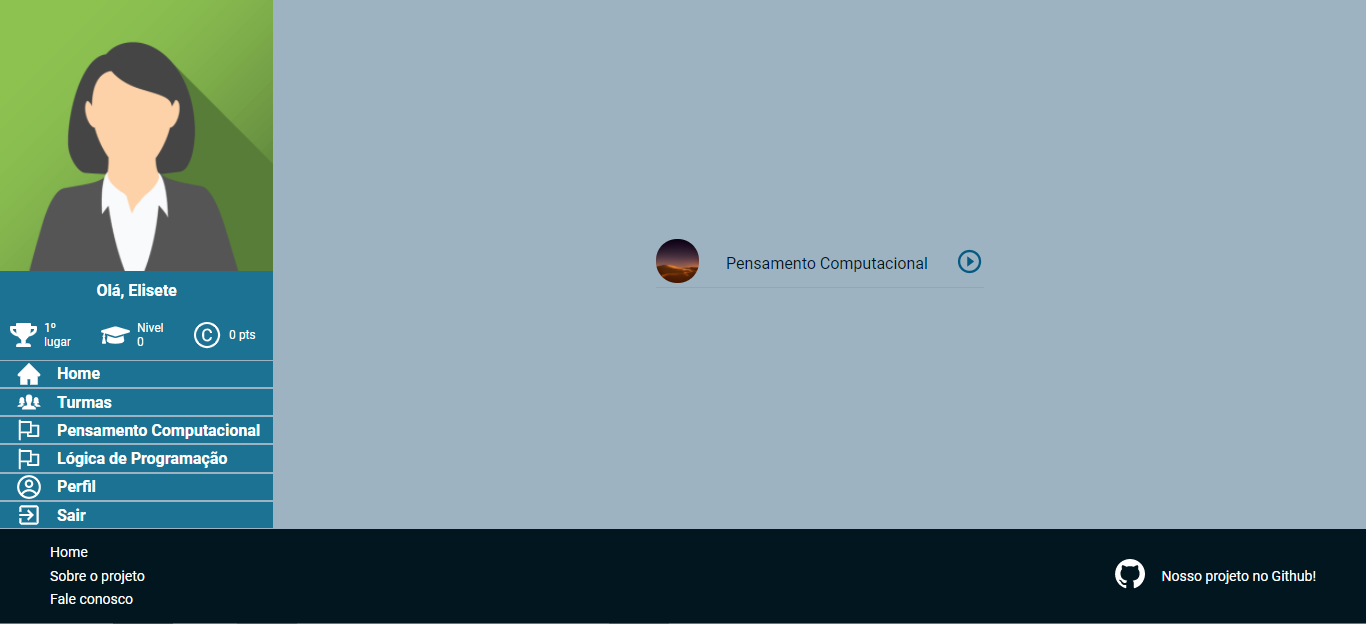 Olá, Elisete
1º
lugar
Nivel
0
C
0 pts
Home
Turmas
Pensamento Computacional
Lógica de Programação
Perfil
Sair
Pensamento Computacional
Home
Sobre o projeto
Fale conosco
Nosso projeto no Github!